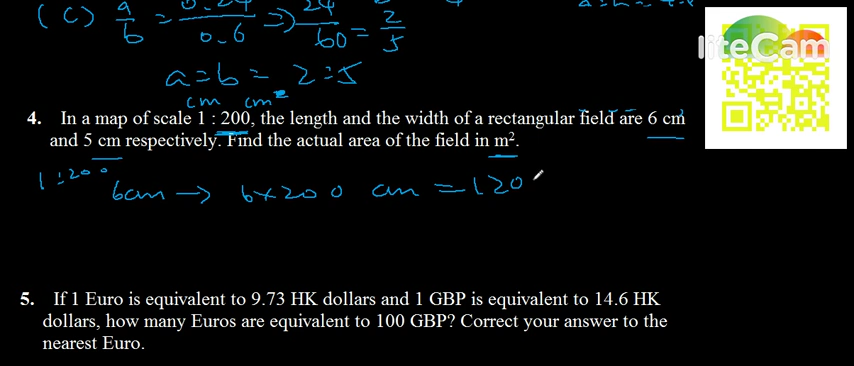 (c) a/b = 0.24/0.6 => 24/60 = 2/5
a : b = 2 : 5
cm cm
4. In a map of scale 1 : 200, the length and the width of a rectangular field are 6 cm
and 5 cm respectively. Find the actual area of the field in m².
1 : 200
6cm → 6 × 200 cm = 120
5. If 1 Euro is equivalent to 9.73 HK dollars and 1 GBP is equivalent to 14.6 HK
dollars, how many Euros are equivalent to 100 GBP? Correct your answer to the
nearest Euro.
liteCam